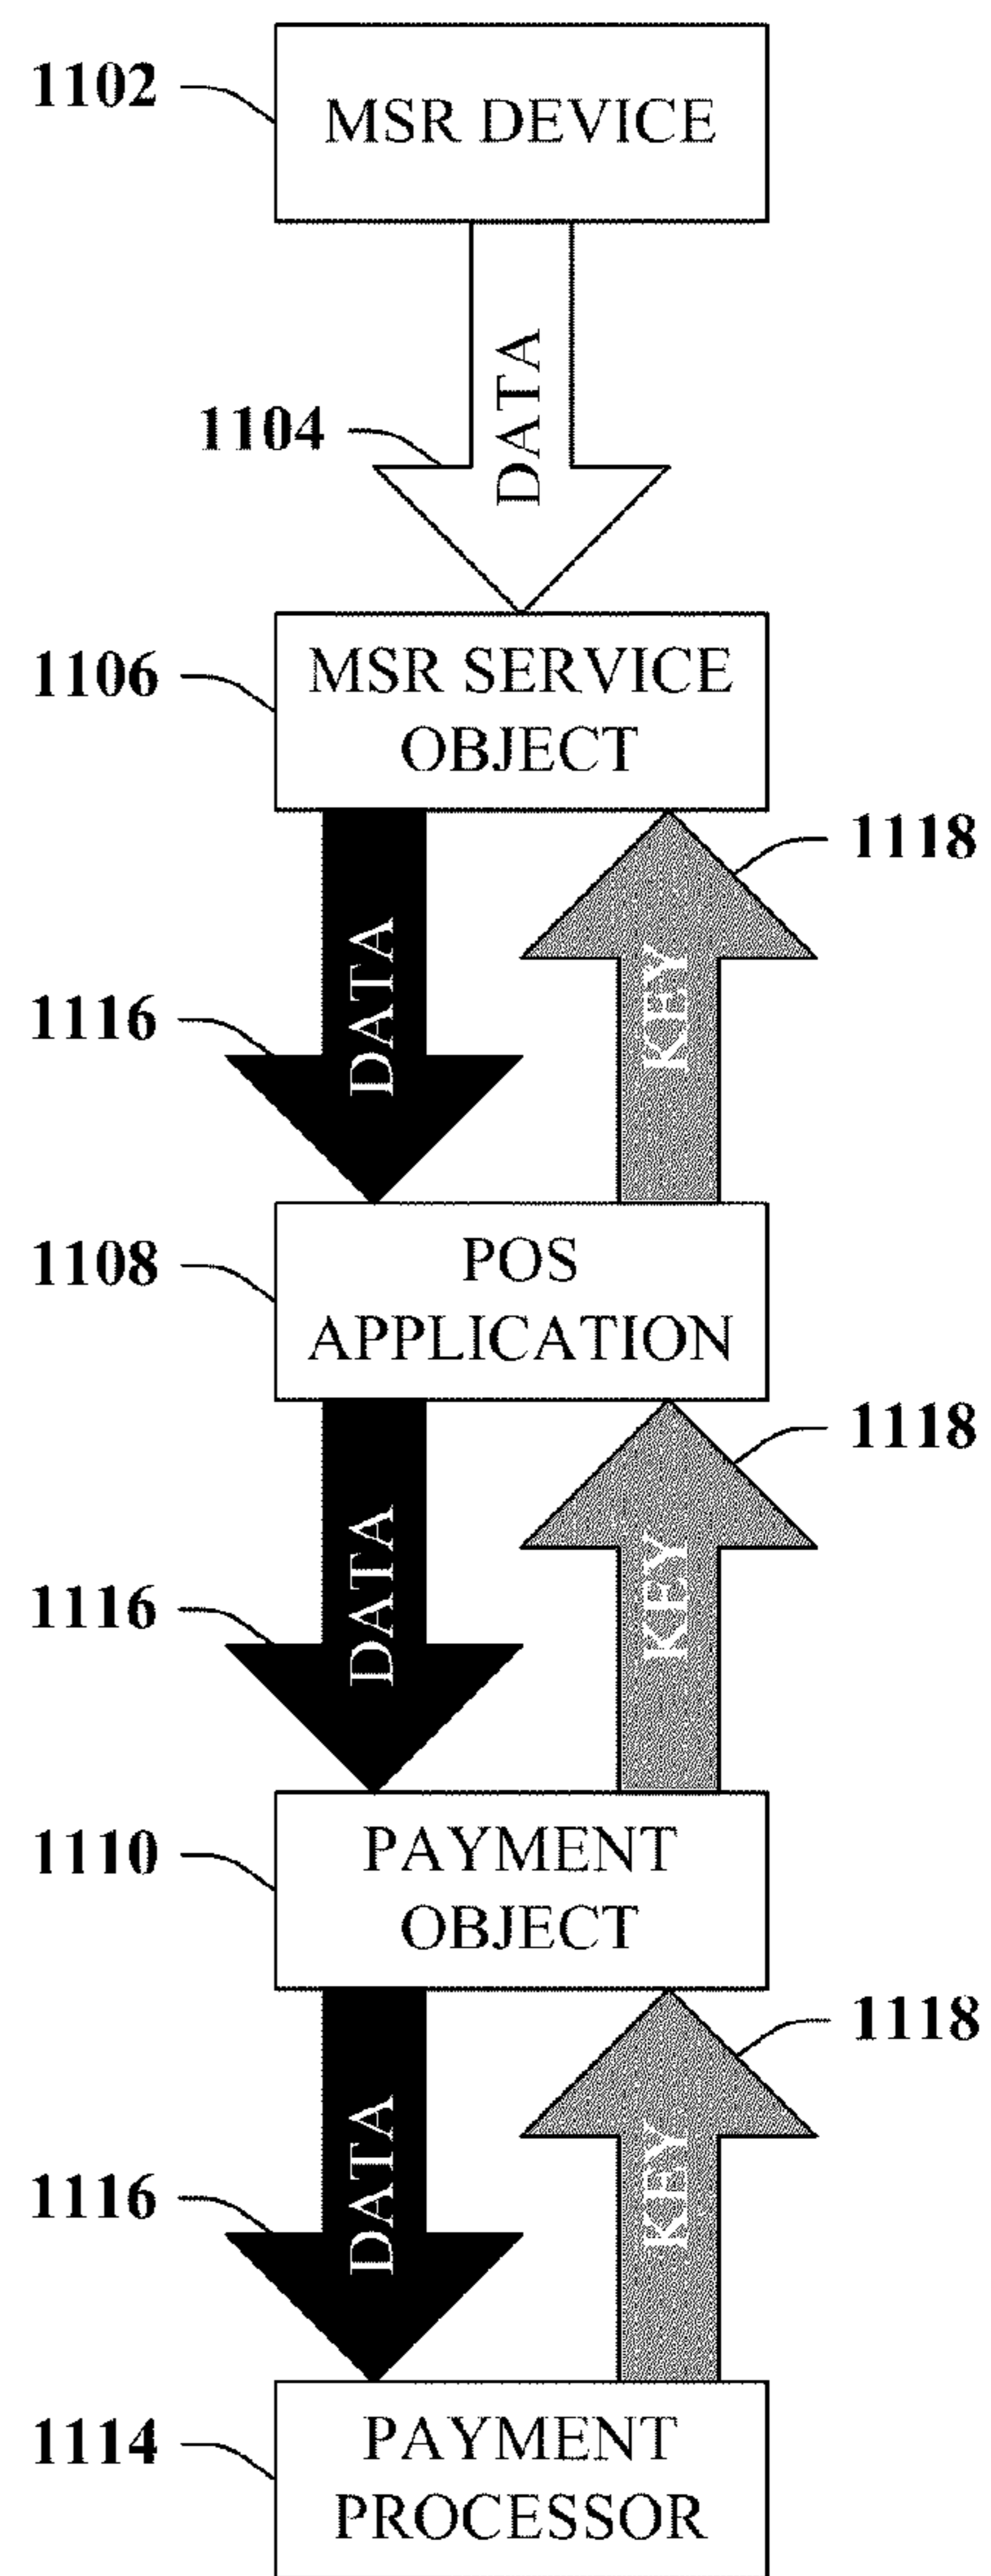 1102
MSR DEVICE
DATA
1104
1106
MSR SERVICE
OBJECT
1118
DATA
KEY
1116
1108
POS
APPLICATION
1118
DATA
KEY
1116
1110
PAYMENT
OBJECT
1118
DATA
KEY
1116
1114
PAYMENT
PROCESSOR